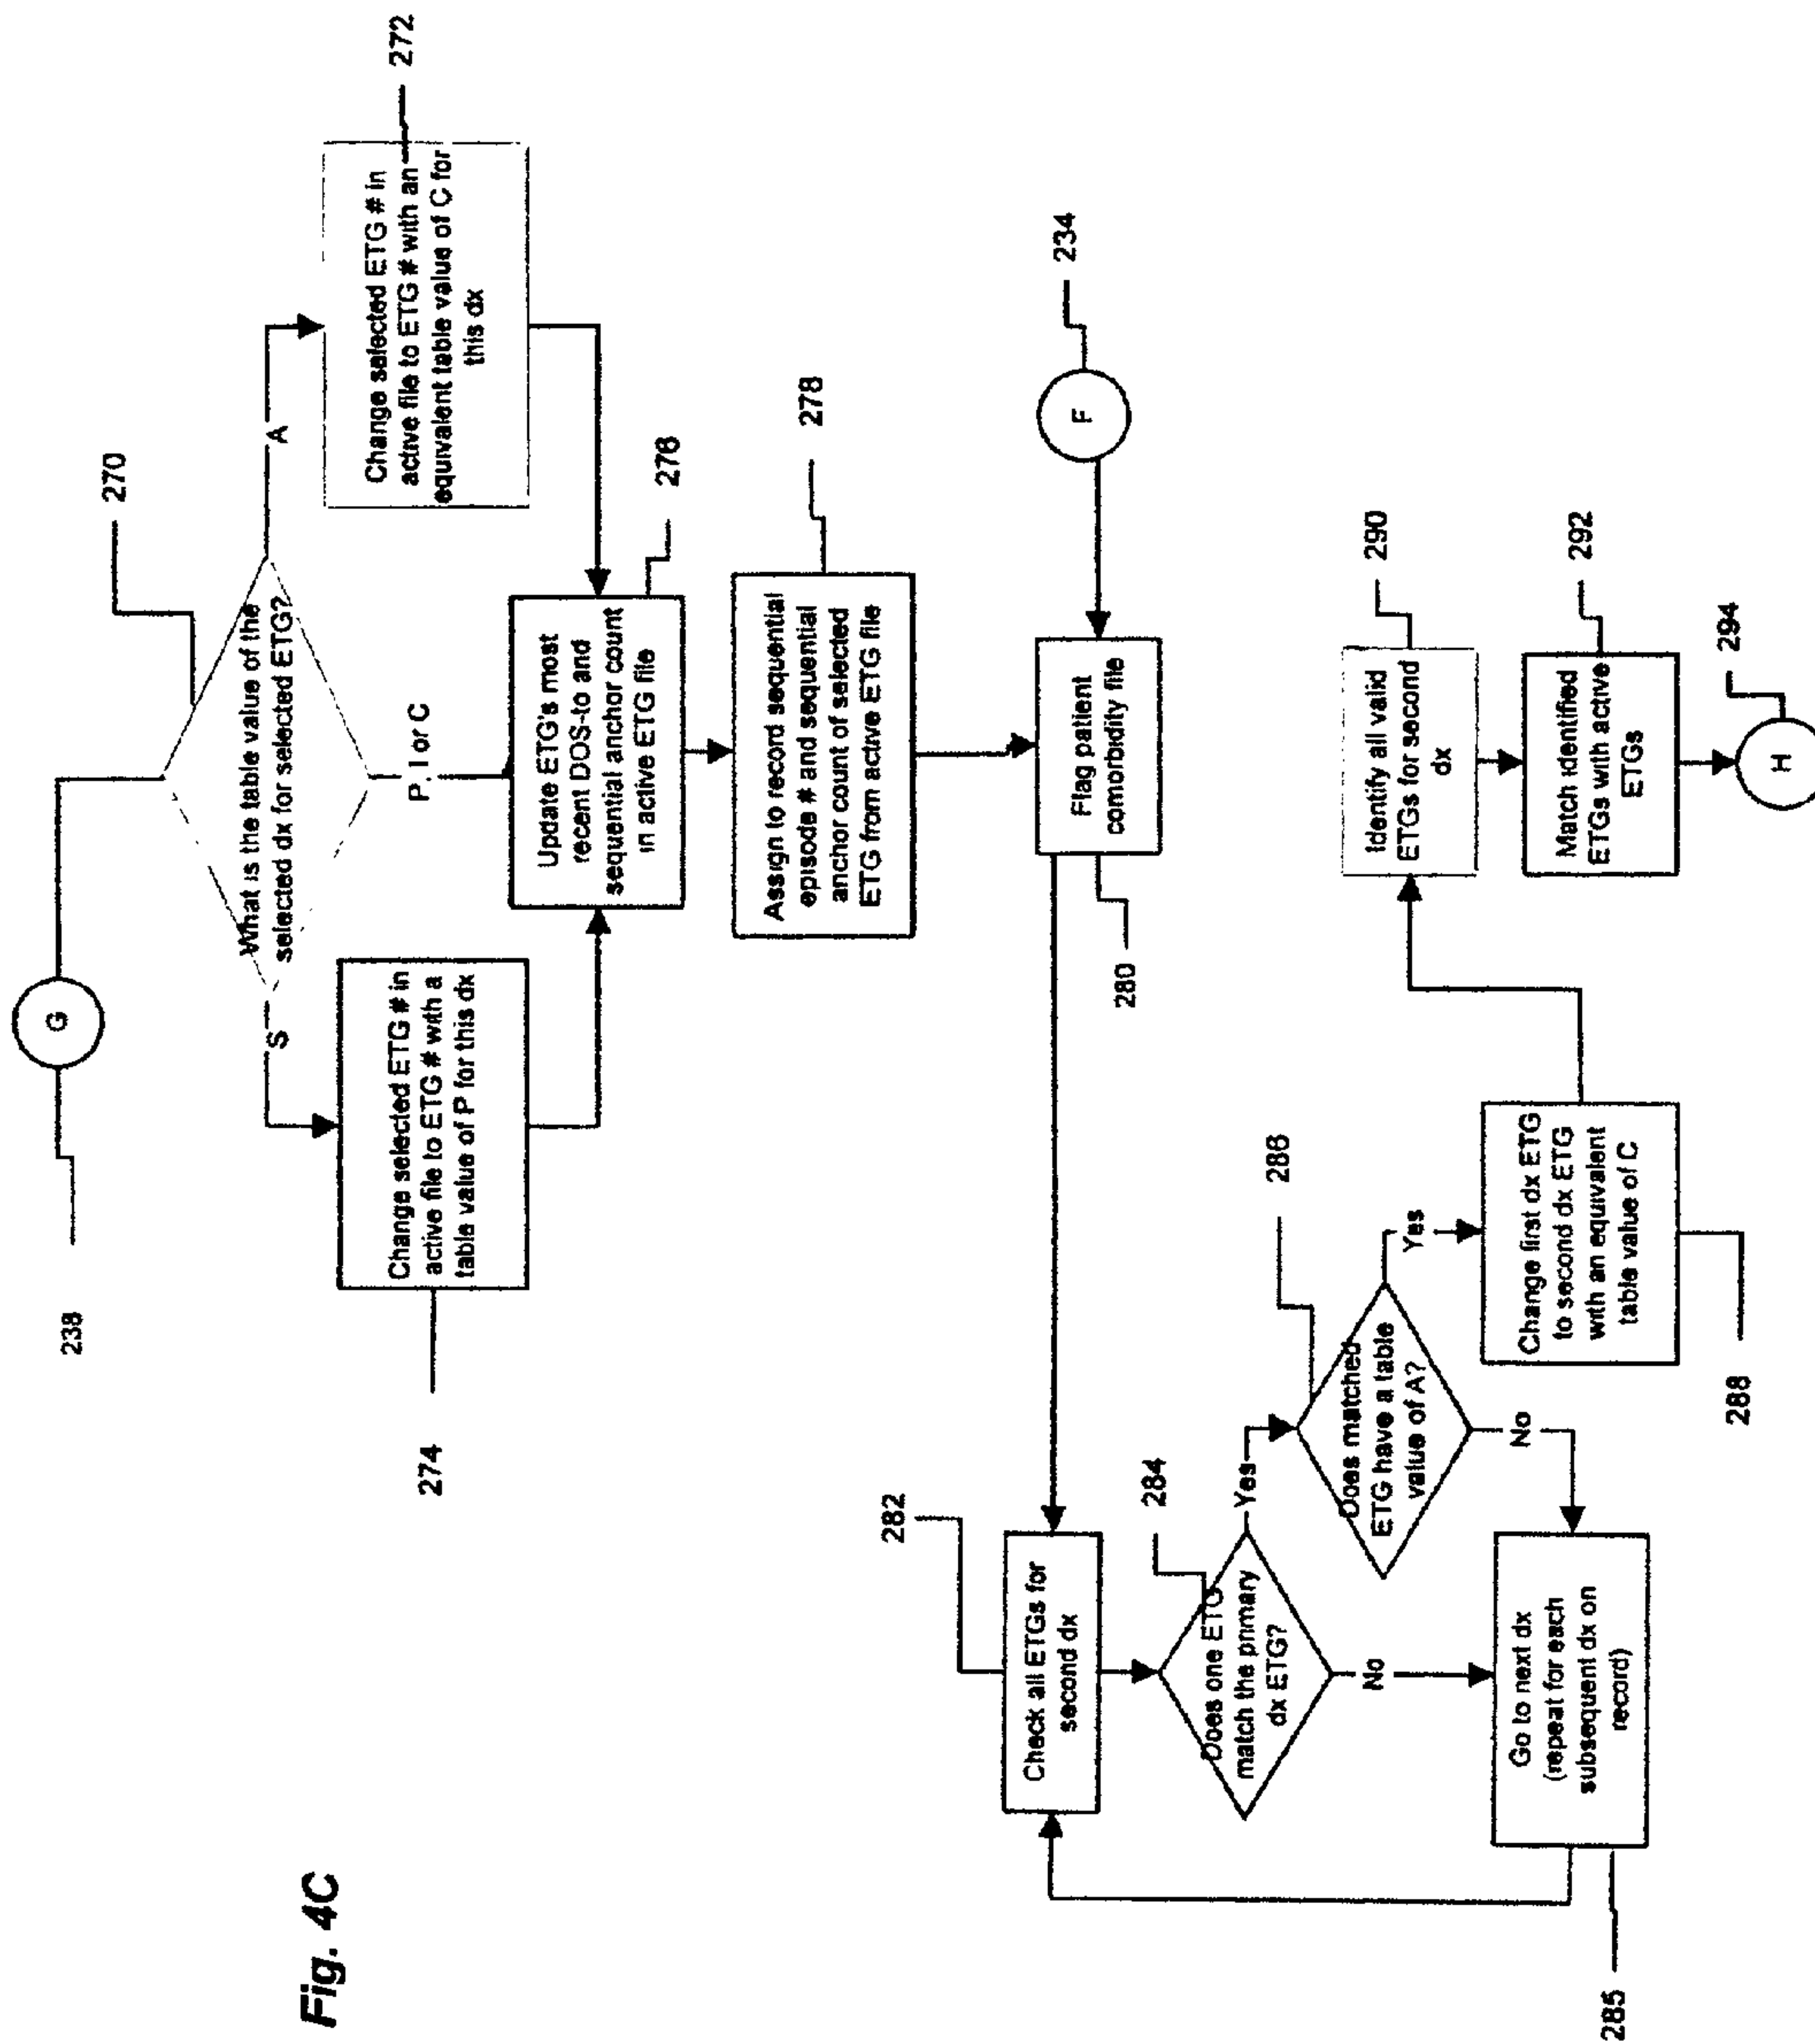 Fig. 4C
238
G
270
What is the table value of the
selected dx for selected ETG?
S
A
P, I or C
274
Change selected ETG # in
active file to ETG # with a
table value of P for this dx
272
Change selected ETG # in
active file to ETG # with an
equivalent table value of C for
this dx
276
Update ETG's most
recent DOS-to and
sequential anchor count
in active ETG file
278
Assign to record sequential
episode # and sequential
anchor count of selected
ETG from active ETG file
234
F
Flag patient
comorbidity file
280
282
Check all ETGs for
second dx
284
Does one ETG
match the primary
dx ETG?
Yes
No
286
Does matched
ETG have a table
value of A?
Yes
No
Go to next dx
(repeat for each
subsequent dx on
record)
285
Change first dx ETG
to second dx ETG
with an equivalent
table value of C
288
290
Identify all valid
ETGs for second
dx
292
Match identified
ETGs with active
ETGs
294
H